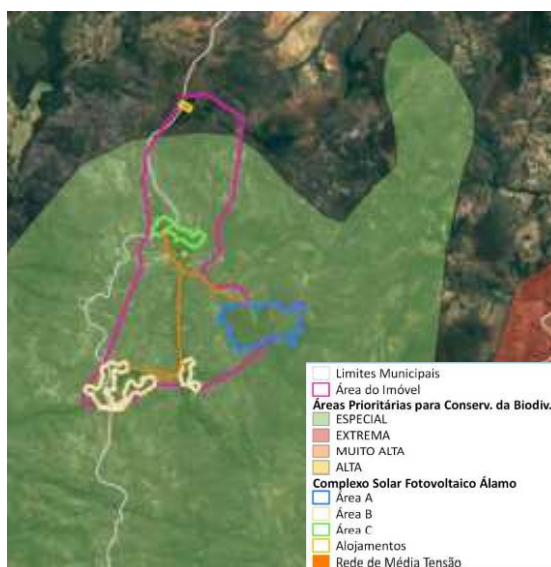 Limites Municipais
Área do Imóvel
Áreas Prioritárias para Conserv. da Biodiv.
ESPECIAL
EXTREMA
MUITO ALTA
ALTA
Complexo Solar Fotovoltaico Álamo
Área A
Área B
Área C
Alojamentos
Rede de Média Tensão